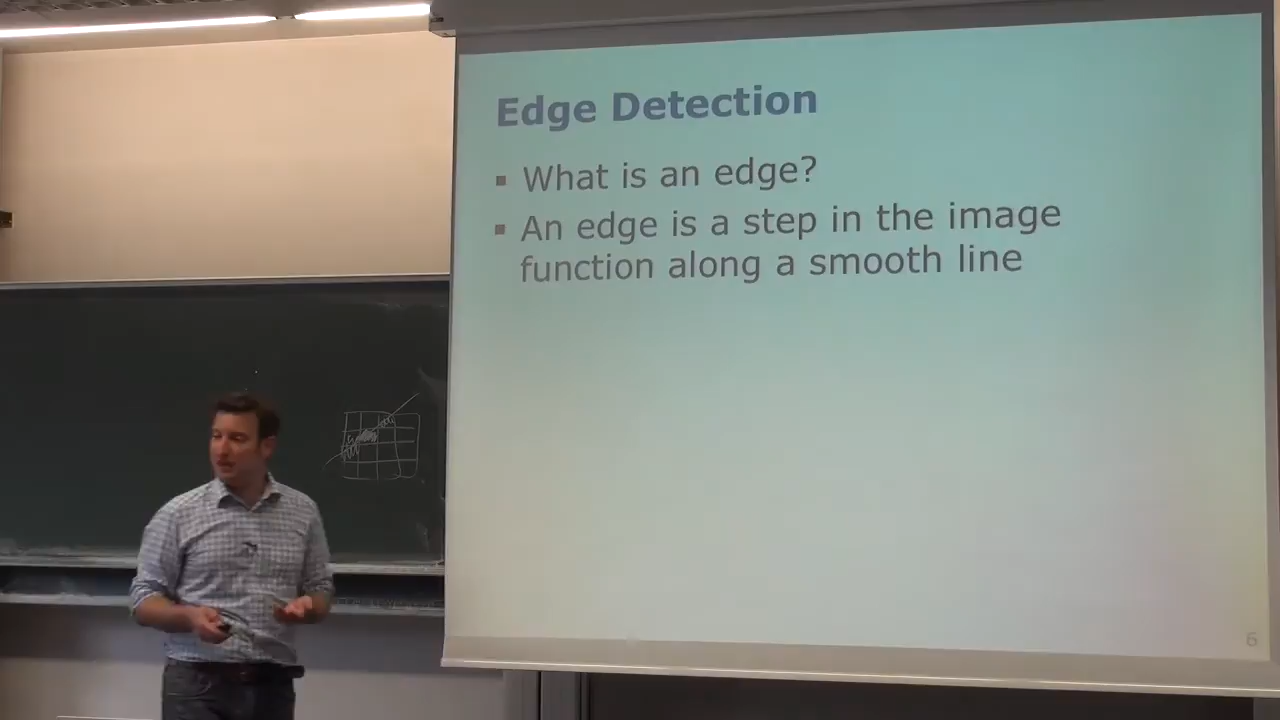 Edge Detection
What is an edge?
An edge is a step in the image
function along a smooth line
6